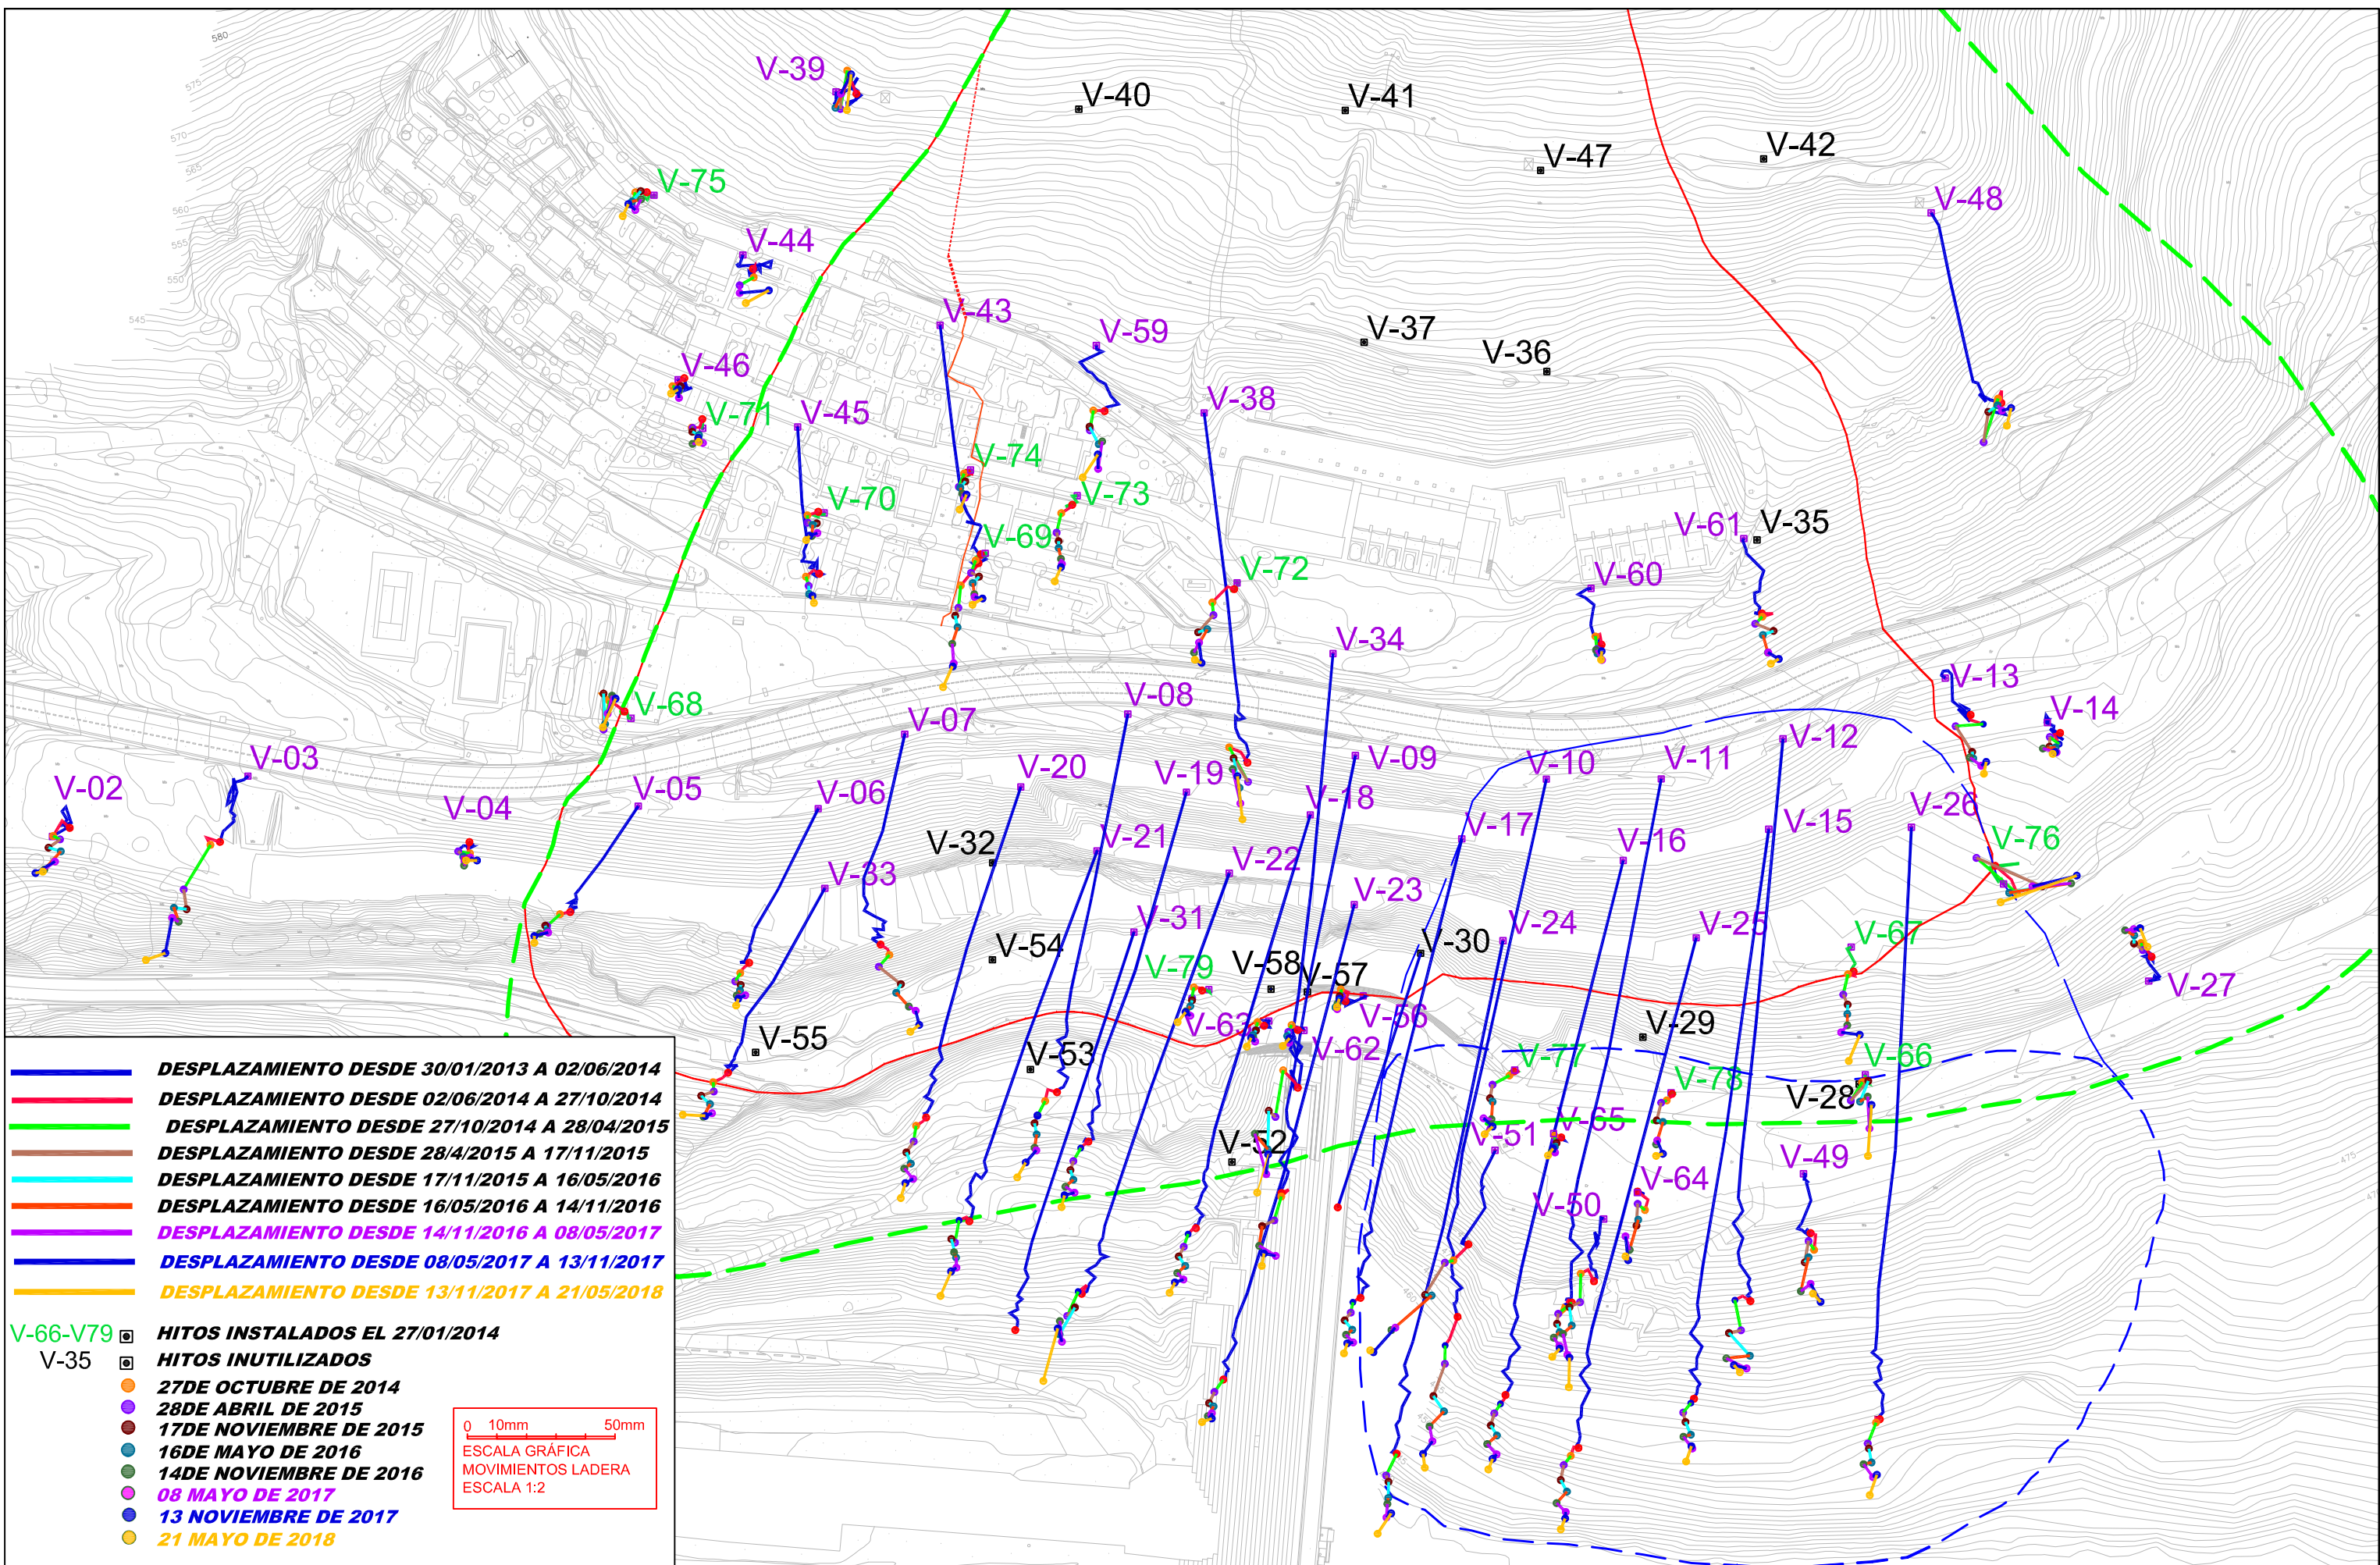 580
575
570
565
560
555
550
545
V-39
V-40
V-41
V-47
V-42
V-48
V-75
V-44
V-43
V-59
V-37
V-36
V-46
V-71
V-45
V-38
V-74
V-70
V-73
V-69
V-61
V-35
V-72
V-60
V-34
V-13
V-68
V-08
V-07
V-14
V-12
V-03
V-02
V-04
V-05
V-06
V-20
V-19
V-09
V-10
V-11
V-18
V-17
V-15
V-26
V-32
V-21
V-22
V-16
V-76
V-33
V-31
V-23
V-24
V-25
V-30
V-67
V-54
V-79
V-58
V-57
V-56
V-27
V-63
V-62
V-29
V-55
V-53
V-77
V-78
V-66
V-28
V-52
V-51
V-65
V-64
V-49
V-50
475
460
DESPLAZAMIENTO DESDE 30/01/2013 A 02/06/2014
DESPLAZAMIENTO DESDE 02/06/2014 A 27/10/2014
DESPLAZAMIENTO DESDE 27/10/2014 A 28/04/2015
DESPLAZAMIENTO DESDE 28/4/2015 A 17/11/2015
DESPLAZAMIENTO DESDE 17/11/2015 A 16/05/2016
DESPLAZAMIENTO DESDE 16/05/2016 A 14/11/2016
DESPLAZAMIENTO DESDE 14/11/2016 A 08/05/2017
DESPLAZAMIENTO DESDE 08/05/2017 A 13/11/2017
DESPLAZAMIENTO DESDE 13/11/2017 A 21/05/2018
V-66-V79 HITOS INSTALADOS EL 27/01/2014
V-35 HITOS INUTILIZADOS
27DE OCTUBRE DE 2014
28DE ABRIL DE 2015
17DE NOVIEMBRE DE 2015
16DE MAYO DE 2016
14DE NOVIEMBRE DE 2016
08 MAYO DE 2017
13 NOVIEMBRE DE 2017
21 MAYO DE 2018
0 10mm 50mm
ESCALA GRÁFICA
MOVIMIENTOS LADERA
ESCALA 1:2